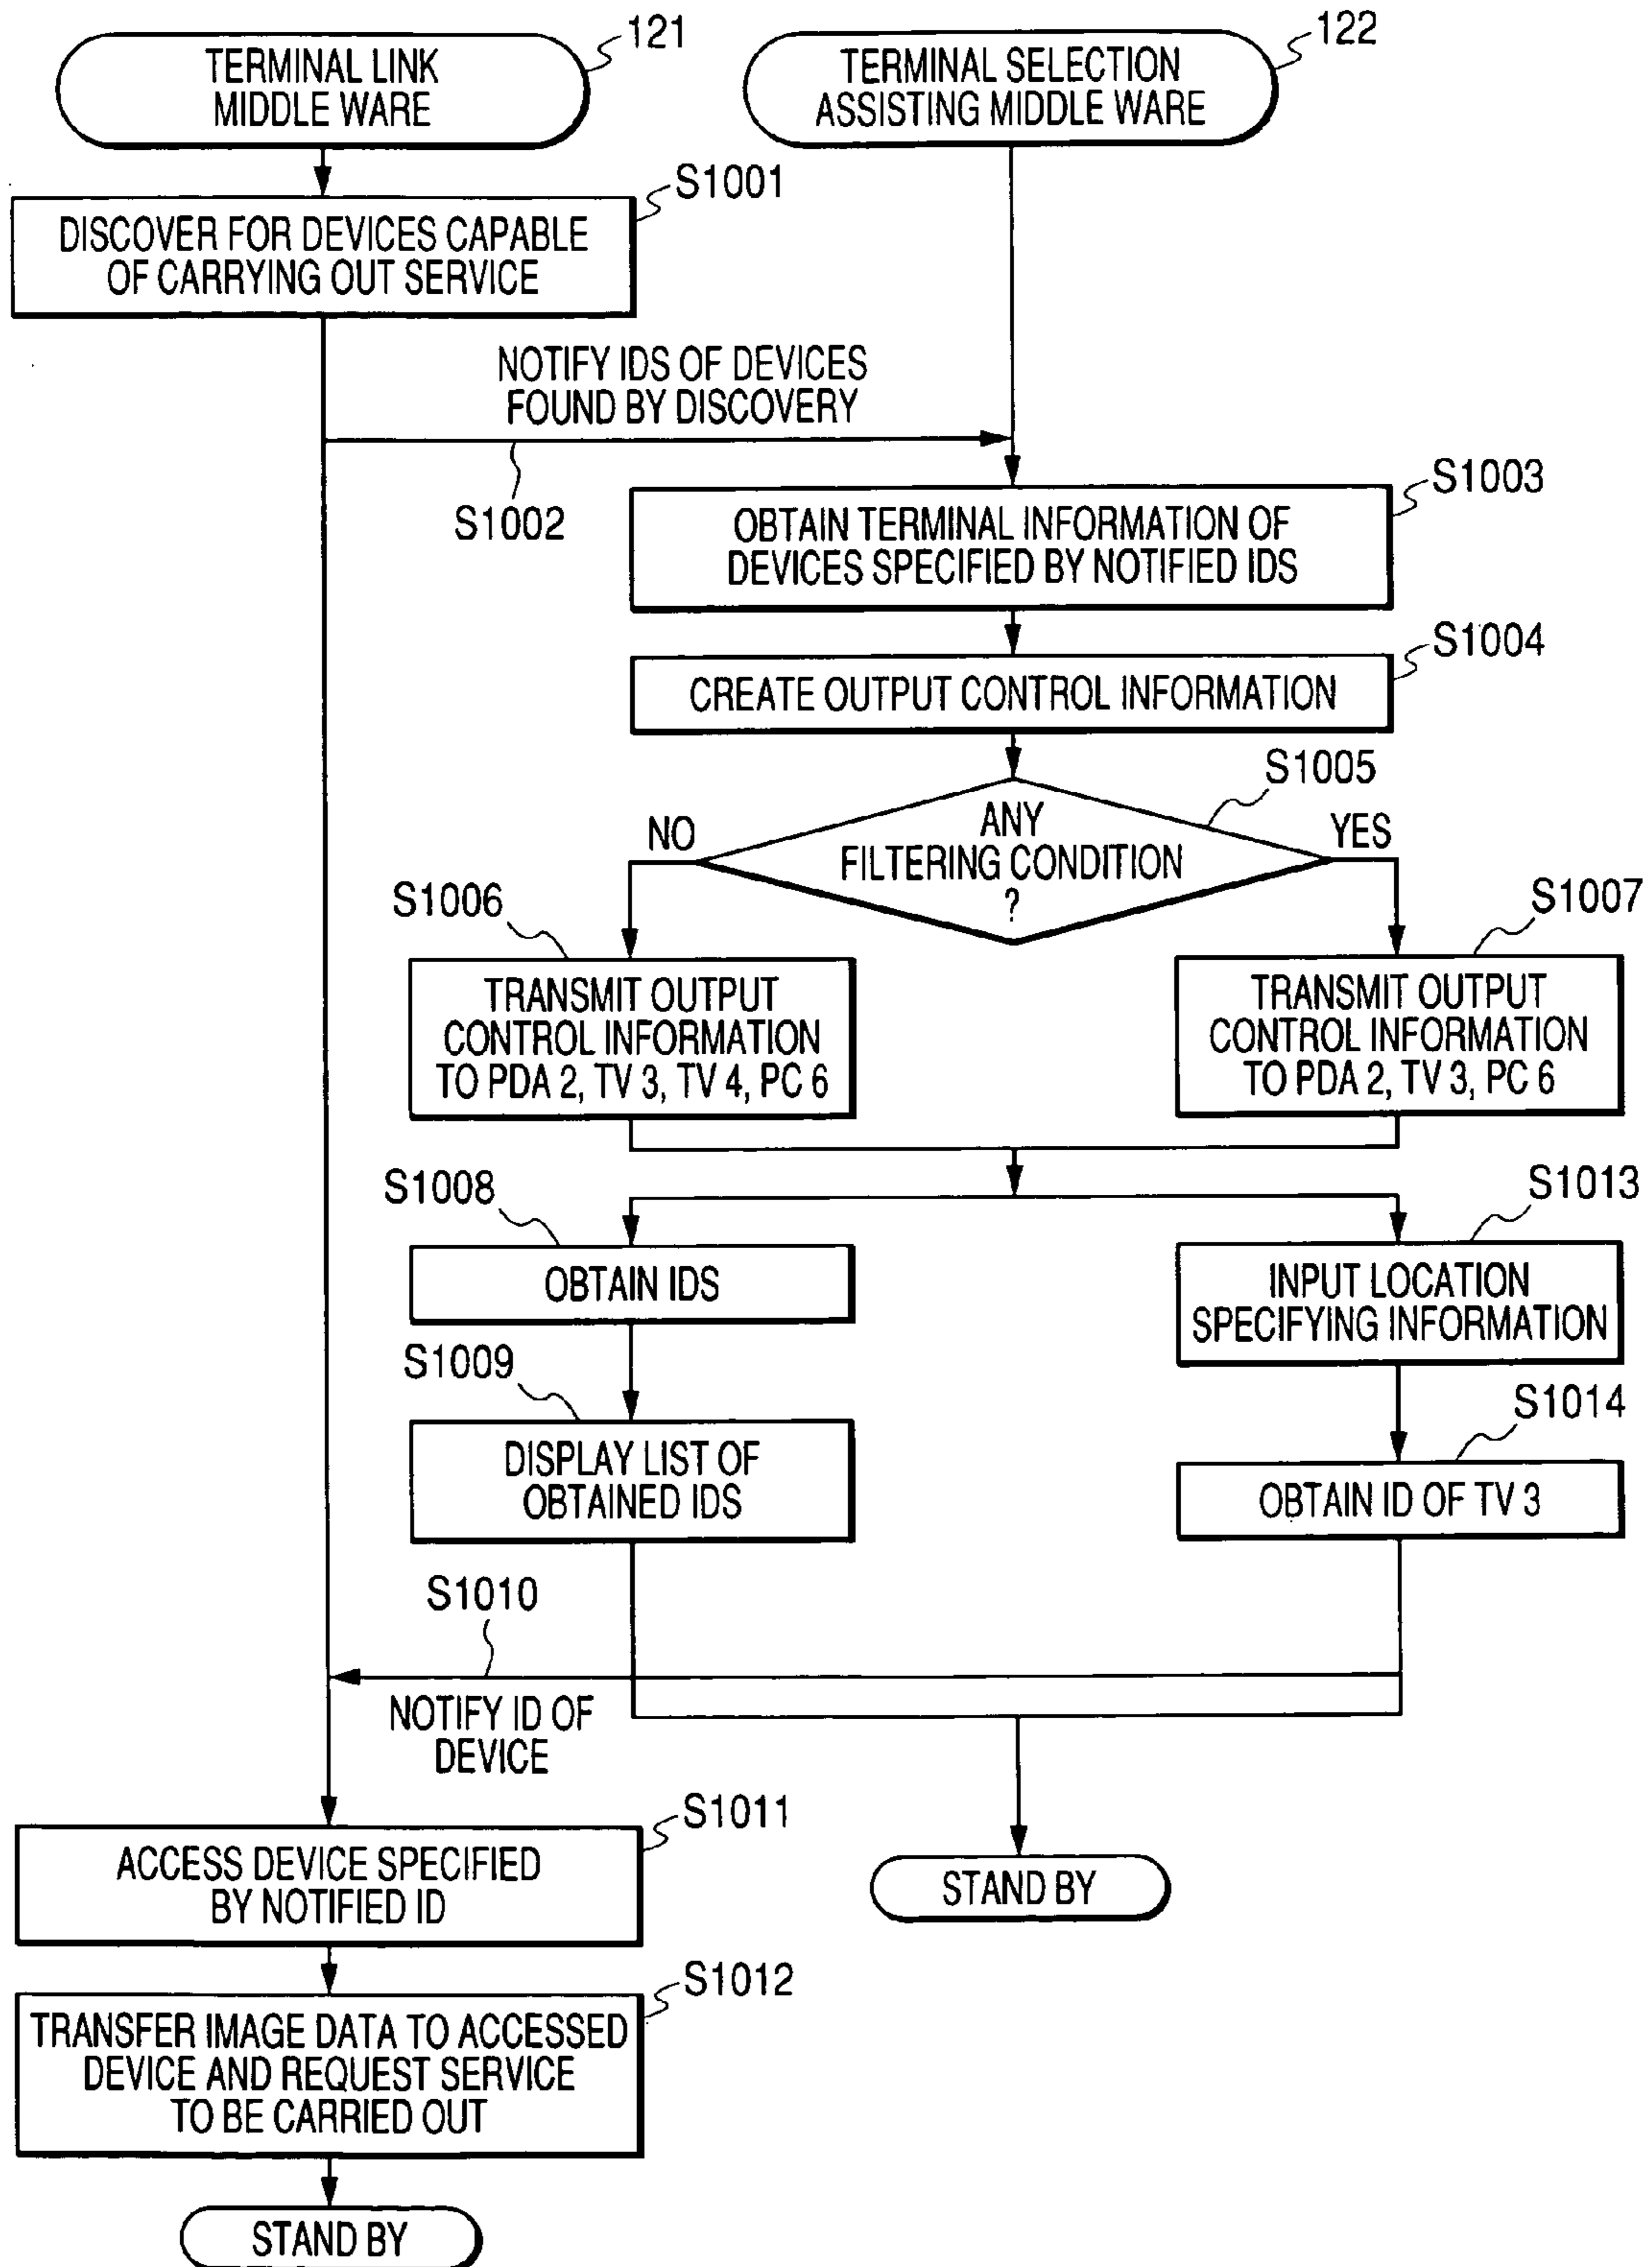 121
TERMINAL LINK
MIDDLE WARE
122
TERMINAL SELECTION
ASSISTING MIDDLE WARE
S1001
DISCOVER FOR DEVICES CAPABLE
OF CARRYING OUT SERVICE
NOTIFY IDS OF DEVICES
FOUND BY DISCOVERY
S1002
S1003
OBTAIN TERMINAL INFORMATION OF
DEVICES SPECIFIED BY NOTIFIED IDS
S1004
CREATE OUTPUT CONTROL INFORMATION
S1005
ANY
FILTERING CONDITION
?
NO
YES
S1006
TRANSMIT OUTPUT
CONTROL INFORMATION
TO PDA 2, TV 3, TV 4, PC 6
S1007
TRANSMIT OUTPUT
CONTROL INFORMATION
TO PDA 2, TV 3, PC 6
S1008
OBTAIN IDS
S1013
INPUT LOCATION
SPECIFYING INFORMATION
S1009
DISPLAY LIST OF
OBTAINED IDS
S1014
OBTAIN ID OF TV 3
S1010
NOTIFY ID OF
DEVICE
S1011
ACCESS DEVICE SPECIFIED
BY NOTIFIED ID
STAND BY
S1012
TRANSFER IMAGE DATA TO ACCESSED
DEVICE AND REQUEST SERVICE
TO BE CARRIED OUT
STAND BY